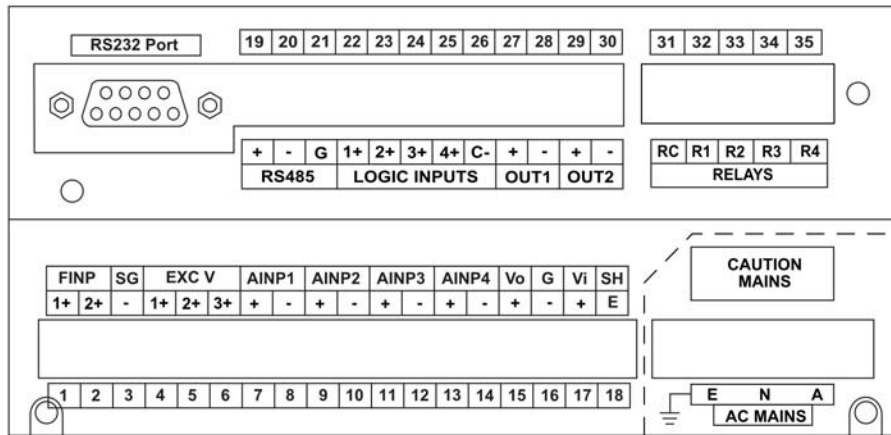 RS232 Port
19 20 21 22 23 24 25 26 27 28 29 30
31 32 33 34 35
+ - G 1+ 2+ 3+ 4+ C- + - + -
RS485 LOGIC INPUTS OUT1 OUT2
RC R1 R2 R3 R4
RELAYS
FINP SG EXC V AINP1 AINP2 AINP3 AINP4 Vo G Vi SH
1+ 2+ - 1+ 2+ 3+ + - + - + - + - + - + E
1 2 3 4 5 6 7 8 9 10 11 12 13 14 15 16 17 18
CAUTION
MAINS
E N A
AC MAINS